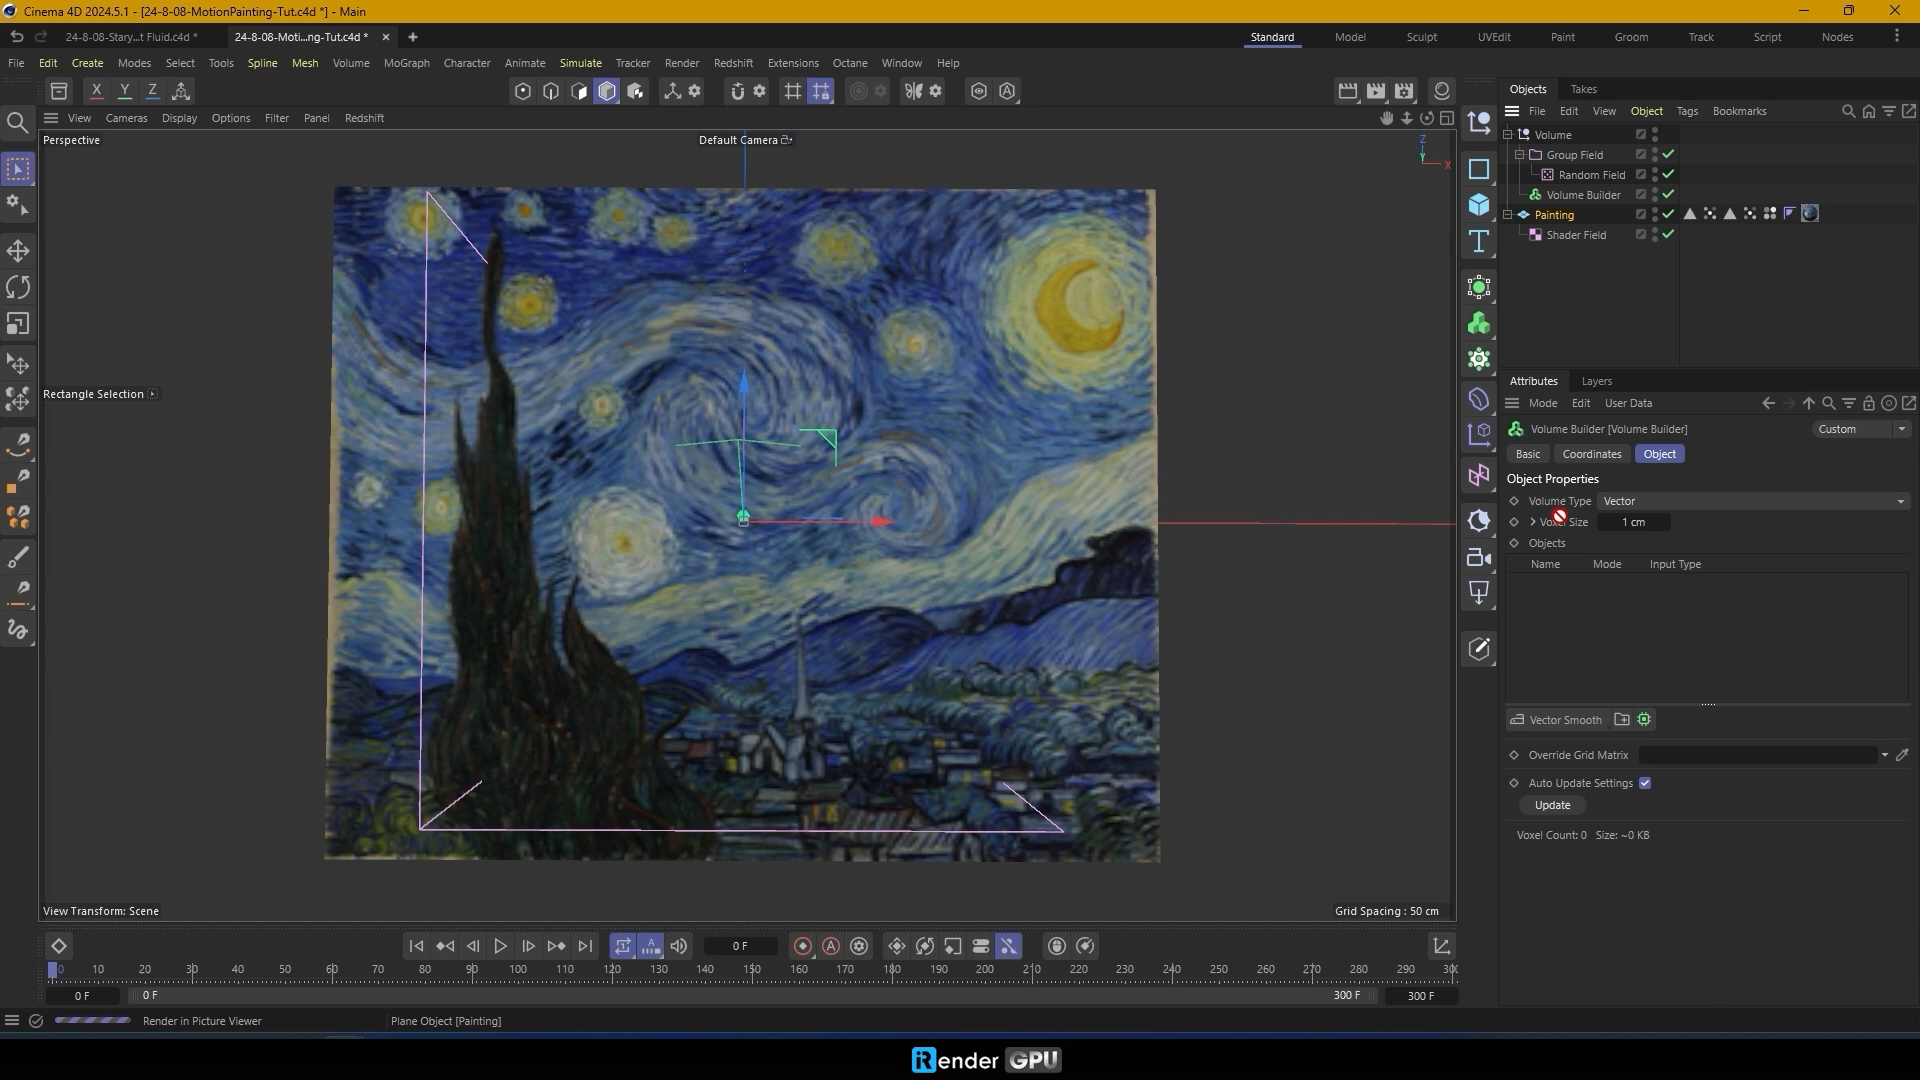 Cinema 4D 2024.5.1 - [24-8-08-MotionPainting-Tut.c4d *] - Main
24-8-08-Stary...t Fluid.c4d *
24-8-08-Moti...ng-Tut.c4d *
Standard Model Sculpt UVEdit Paint Groom Track Script Nodes
File Edit Create Modes Select Tools Spline Mesh Volume MoGraph Character Animate Simulate Tracker Render Redshift Extensions Octane Window Help
X Y Z
View Cameras Display Options Filter Panel Redshift
Perspective
Default Camera
Z
Y
X
Rectangle Selection
View Transform: Scene
Grid Spacing : 50 cm
Objects Takes
File Edit View Object Tags Bookmarks
Volume
Group Field
Random Field
Volume Builder
Painting
Shader Field
Attributes Layers
Mode Edit User Data
Volume Builder [Volume Builder]
Custom
Basic Coordinates Object
Object Properties
Volume Type Vector
Voxel Size 1 cm
Objects
Name Mode Input Type
Vector Smooth
Override Grid Matrix
Auto Update Settings
Update
Voxel Count: 0 Size: ~0 KB
0 F
0 10 20 30 40 50 60 70 80 90 100 110 120 130 140 150 160 170 180 190 200 210 220 230 240 250 260 270 280 290 30
0 F 0 F 300 F 300 F
Render in Picture Viewer
Plane Object [Painting]
iRender GPU